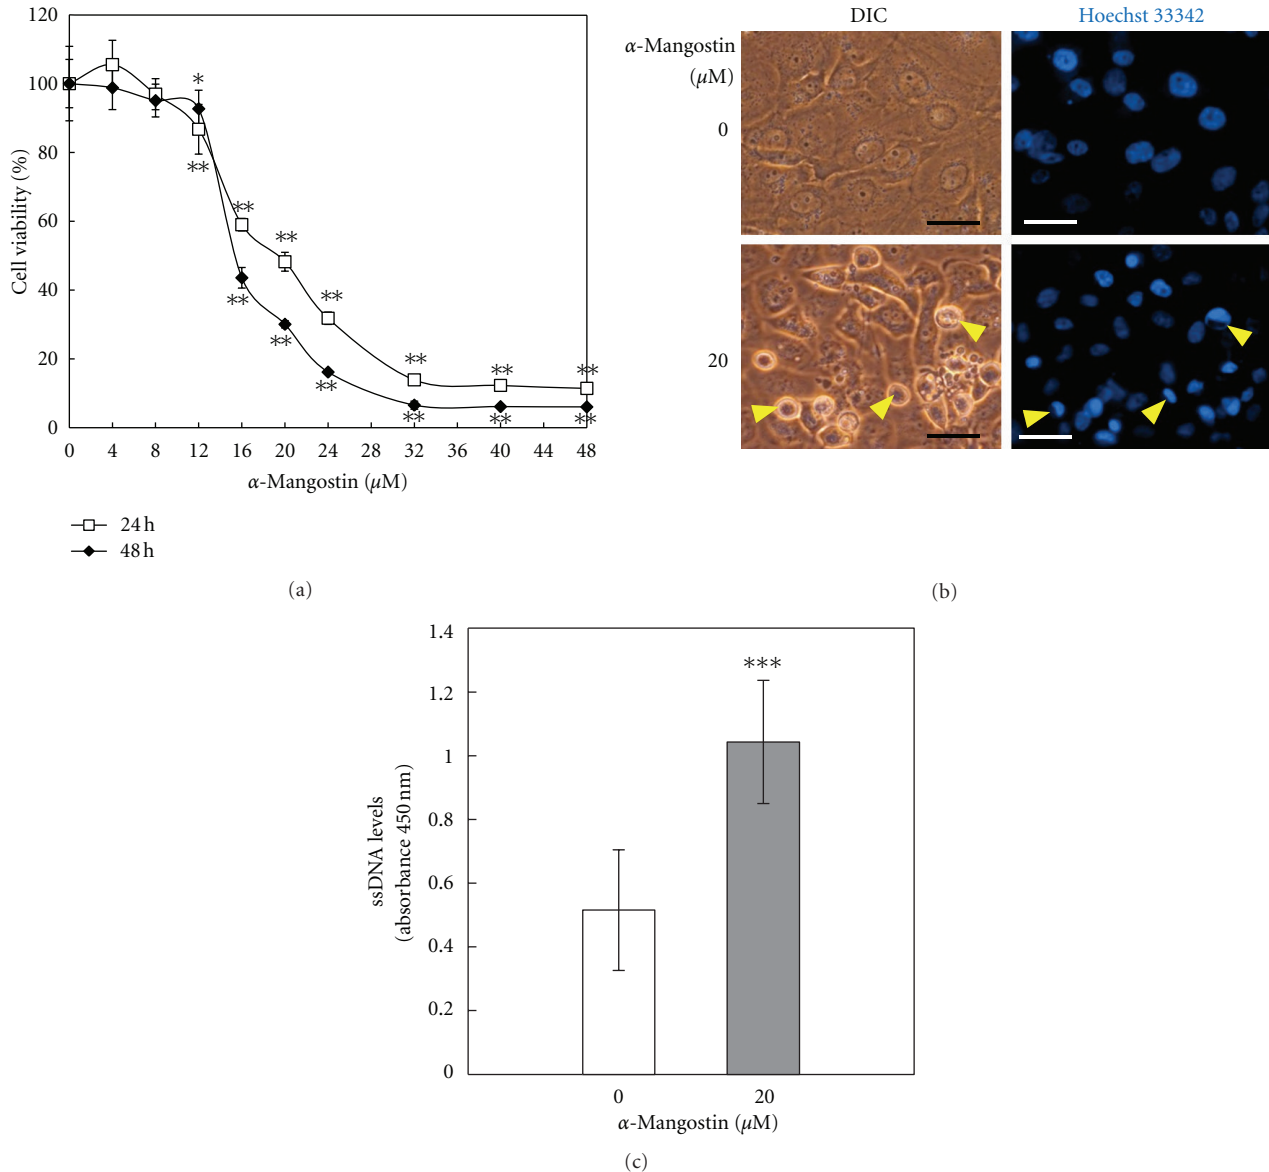 120
100
80
60
40
20
0
Cell viability (%)
*
**
**
**
**
**
**
**
**
**
**
**
**
**
**
0 4 8 12 16 20 24 28 32 36 40 44 48
α-Mangostin (μM)
24 h
48 h
(a)
DIC Hoechst 33342
α-Mangostin
(μM)
0
20
(b)
1.4
1.2
1
0.8
0.6
0.4
0.2
0
ssDNA levels
(absorbance 450 nm)
***
0 20
α-Mangostin (μM)
(c)